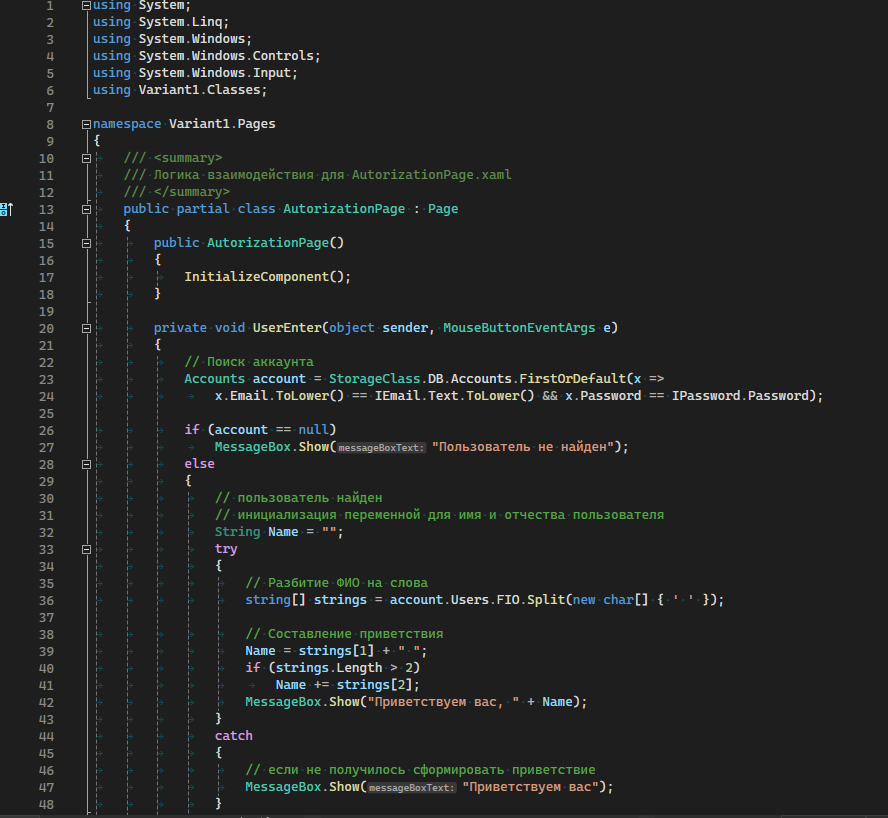 1 using System;
2 using System.Linq;
3 using System.Windows;
4 using System.Windows.Controls;
5 using System.Windows.Input;
6 using Variant1.Classes;
7
8 namespace Variant1.Pages
9 {
10 /// <summary>
11 /// Логика взаимодействия для AutorizationPage.xaml
12 /// </summary>
13 public partial class AutorizationPage : Page
14 {
15 public AutorizationPage()
16 {
17 InitializeComponent();
18 }
19
20 private void UserEnter(object sender, MouseButtonEventArgs e)
21 {
22 // Поиск аккаунта
23 Accounts account = StorageClass.DB.Accounts.FirstOrDefault(x =>
24 x.Email.ToLower() == IEmail.Text.ToLower() && x.Password == IPassword.Password);
25
26 if (account == null)
27 MessageBox.Show(messageBoxText: "Пользователь не найден");
28 else
29 {
30 // пользователь найден
31 // инициализация переменной для имя и отчества пользователя
32 String Name = "";
33 try
34 {
35 // Разбитие ФИО на слова
36 string[] strings = account.Users.FIO.Split(new char[] { ' ' });
37
38 // Составление приветствия
39 Name = strings[1] + " ";
40 if (strings.Length > 2)
41 Name += strings[2];
42 MessageBox.Show("Приветствуем вас, " + Name);
43 }
44 catch
45 {
46 // если не получилось сформировать приветствие
47 MessageBox.Show(messageBoxText: "Приветствуем вас");
48 }